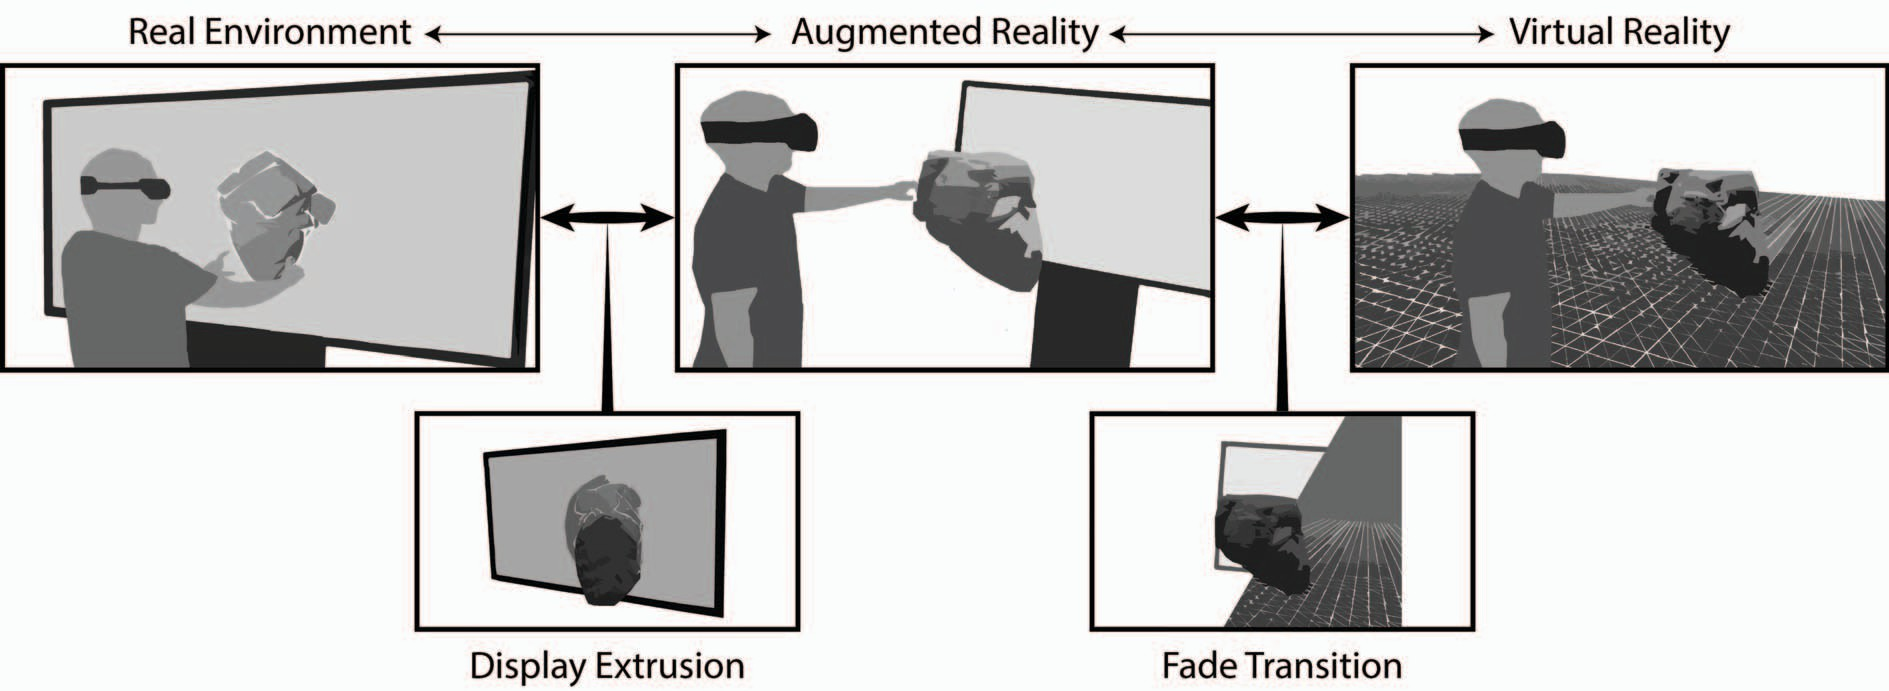 Real Environment
Augmented Reality
Virtual Reality
Display Extrusion
Fade Transition